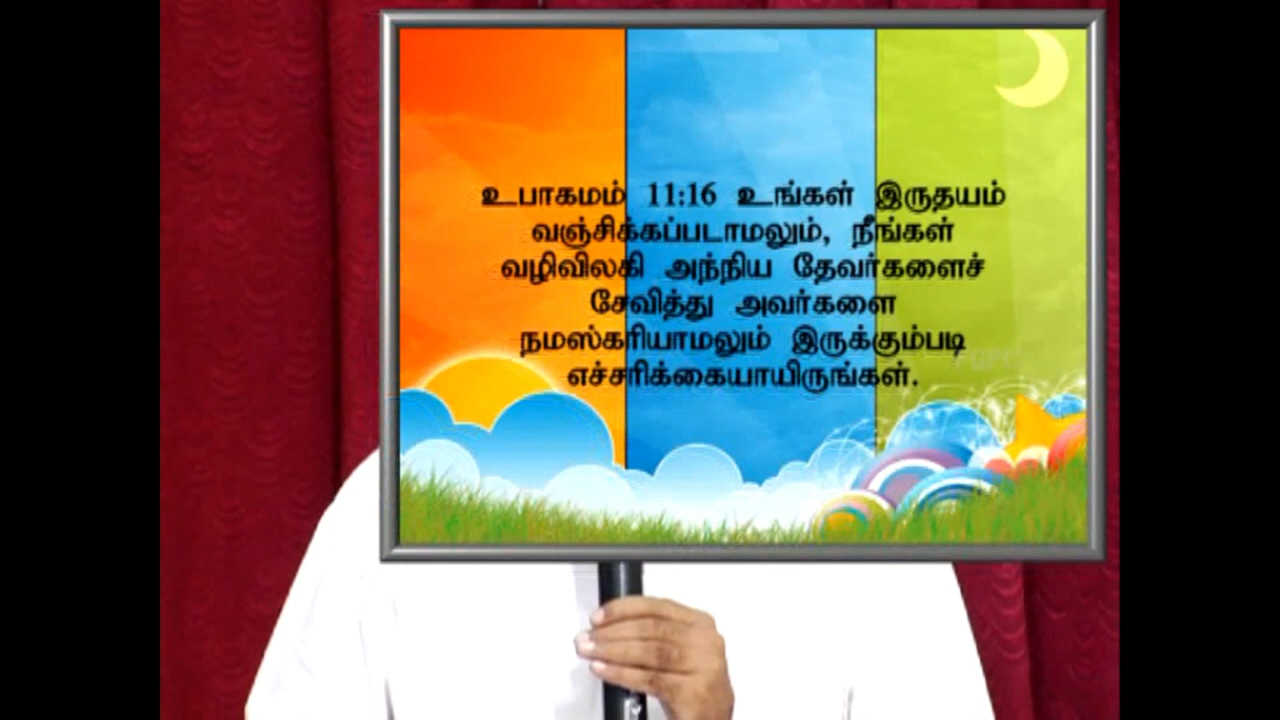 உபாகமம் 11:16 உங்கள் இருதயம்
வஞ்சிக்கப்படாமலும், நீங்கள்
வழிவிலகி அந்நிய தேவர்களைச்
சேவித்து அவர்களை
நமஸ்கரியாமலும் இருக்கும்படி
எச்சரிக்கையாயிருங்கள்.